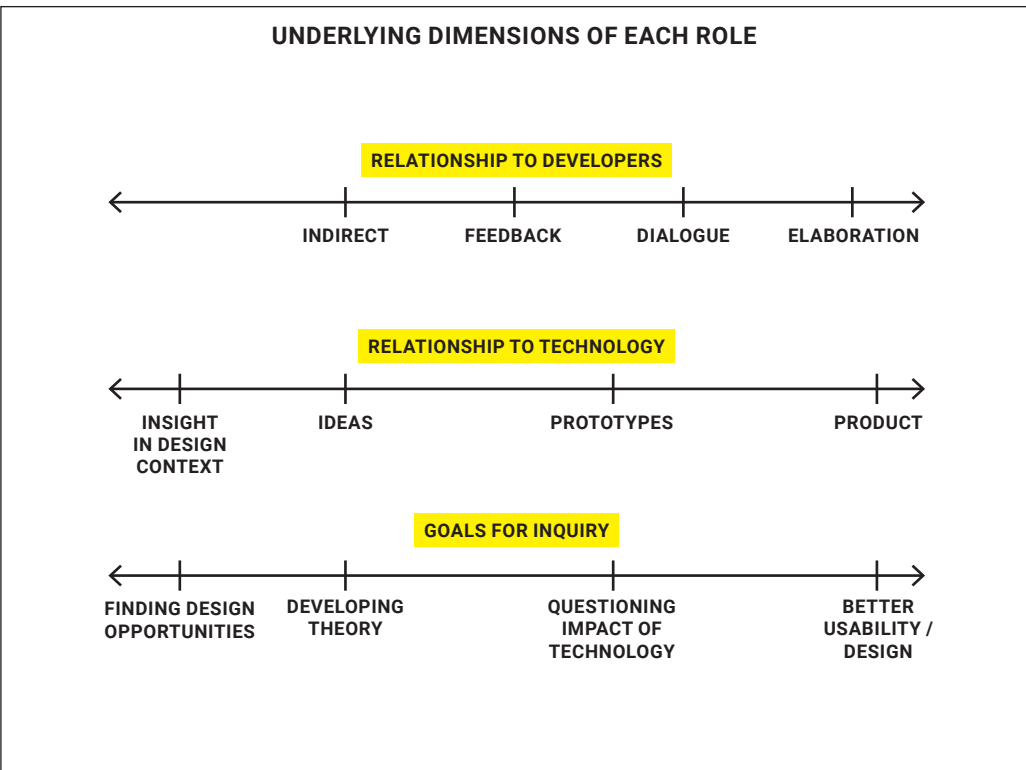 UNDERLYING DIMENSIONS OF EACH ROLE
RELATIONSHIP TO DEVELOPERS
INDIRECT
FEEDBACK
DIALOGUE
ELABORATION
RELATIONSHIP TO TECHNOLOGY
INSIGHT
IN DESIGN
CONTEXT
IDEAS
PROTOTYPES
PRODUCT
GOALS FOR INQUIRY
FINDING DESIGN
OPPORTUNITIES
DEVELOPING
THEORY
QUESTIONING
IMPACT OF
TECHNOLOGY
BETTER
USABILITY /
DESIGN